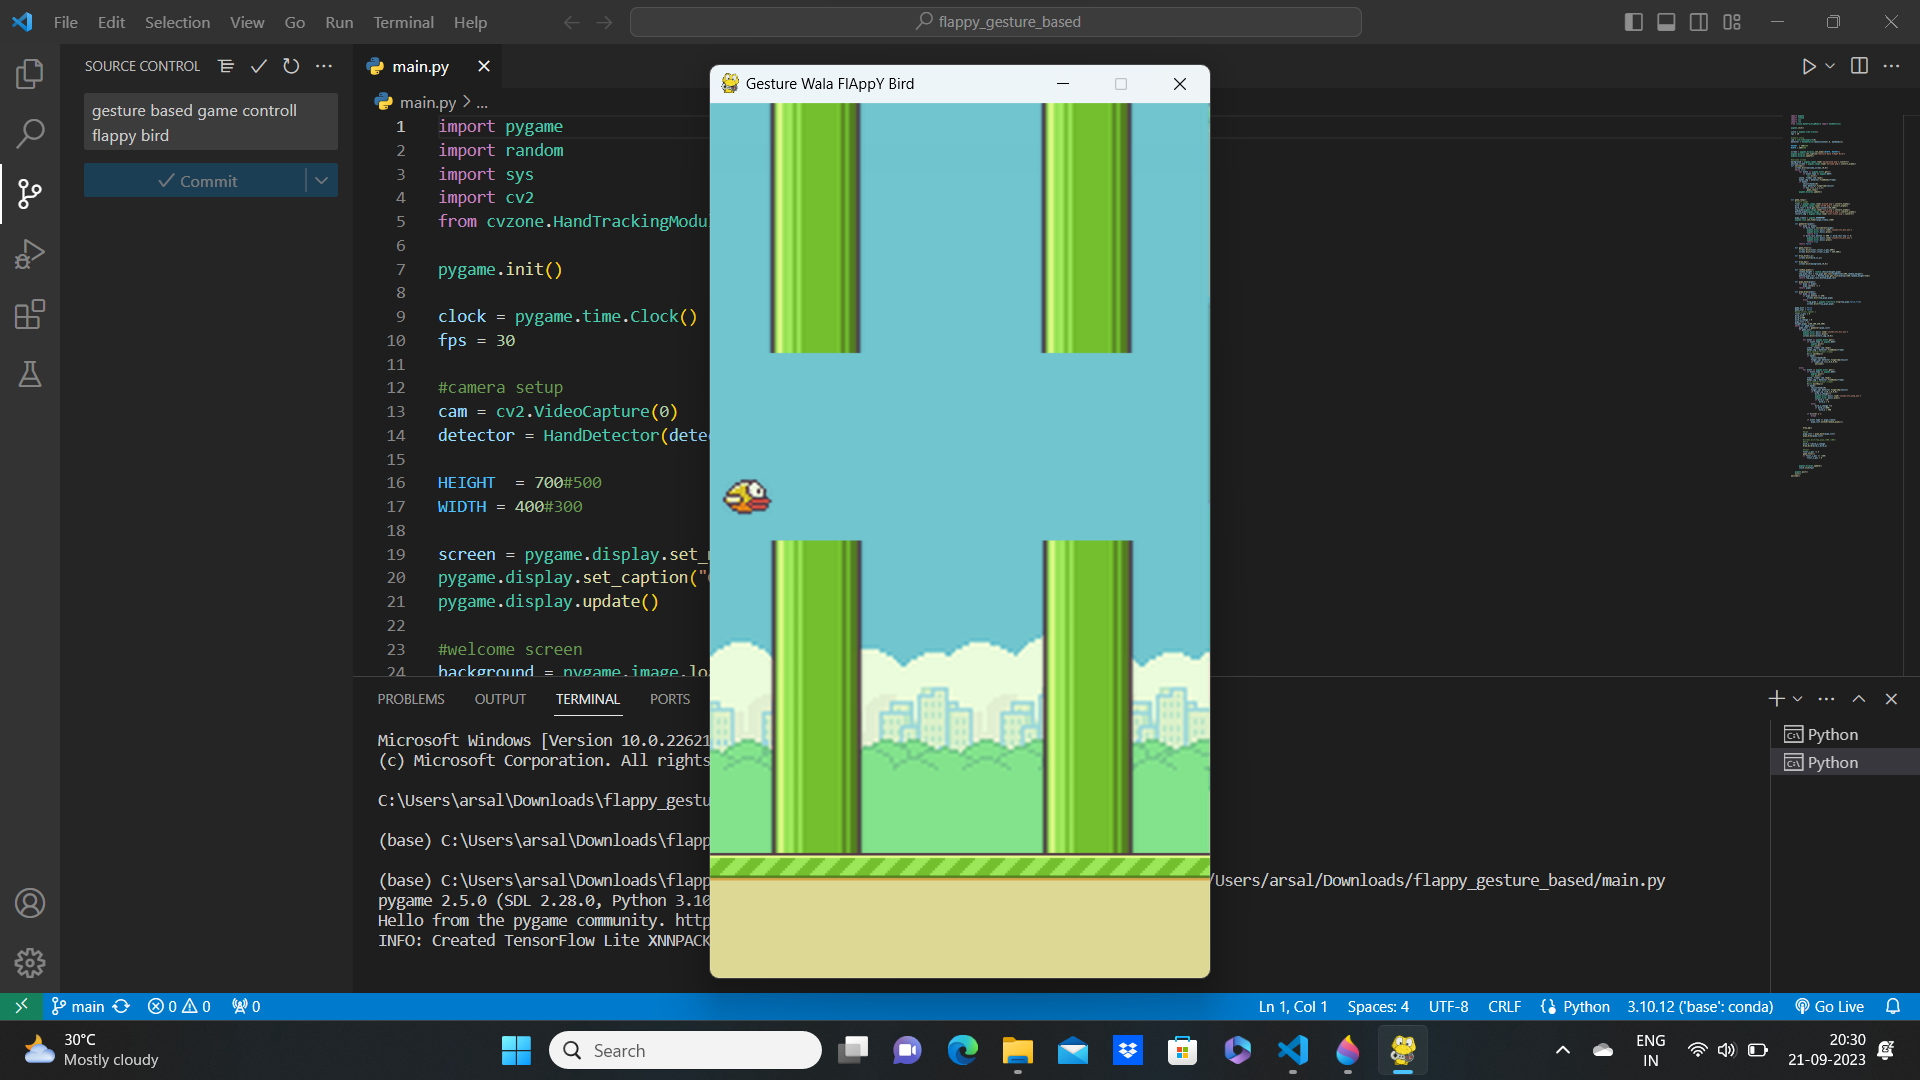 File Edit Selection View Go Run Terminal Help
flappy_gesture_based
SOURCE CONTROL
gesture based game controll
flappy bird
Commit
main.py
main.py > ...
1 import pygame
2 import random
3 import sys
4 import cv2
5 from cvzone.HandTrackingModul
6
7 pygame.init()
8
9 clock = pygame.time.Clock()
10 fps = 30
11
12 #camera setup
13 cam = cv2.VideoCapture(0)
14 detector = HandDetector(detec
15
16 HEIGHT  = 700#500
17 WIDTH = 400#300
18
19 screen = pygame.display.set_m
20 pygame.display.set_caption("G
21 pygame.display.update()
22
23 #welcome screen
24 background = pygame.image.loa
Gesture Wala FlAppY Bird
PROBLEMS OUTPUT TERMINAL PORTS
Microsoft Windows [Version 10.0.22621
(c) Microsoft Corporation. All rights
C:\Users\arsal\Downloads\flappy_gestu
(base) C:\Users\arsal\Downloads\flapp
(base) C:\Users\arsal\Downloads\flapp /Users/arsal/Downloads/flappy_gesture_based/main.py
pygame 2.5.0 (SDL 2.28.0, Python 3.10
Hello from the pygame community. http
INFO: Created TensorFlow Lite XNNPACK
Python
Python
main 0 0 0
Ln 1, Col 1 Spaces: 4 UTF-8 CRLF Python 3.10.12 ('base': conda) Go Live
30°C
Mostly cloudy
Search
ENG
IN
20:30
21-09-2023